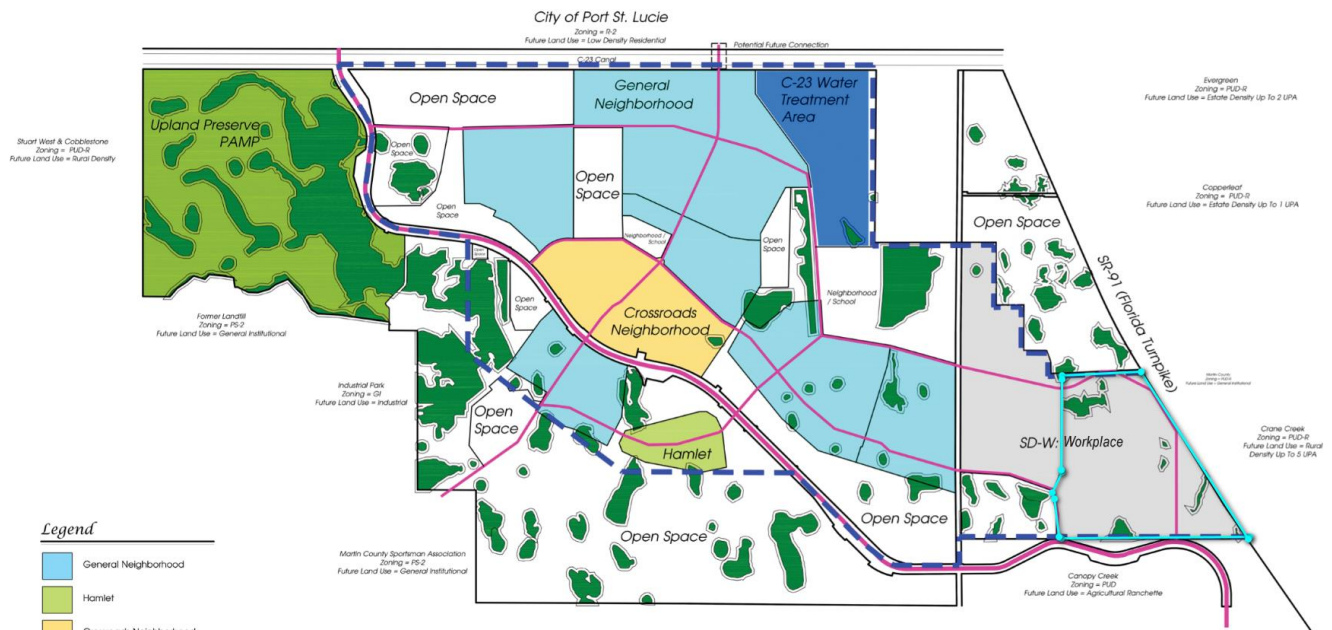 City of Port St. Lucie
Zoning = R-2
Future Land Use = Low Density Residential
Potential Future Connection
C-23 Canal
Open Space
General
Neighborhood
C-23 Water
Treatment
Area
Evergreen
Zoning = PUD-R
Future Land Use = Estate Density Up To 2 UPA
Upland Preserve
PAMP
Stuart West & Cobblestone
Zoning = PUD-R
Future Land Use = Rural Density
Open
Space
Open
Space
Open
Space
Copperleaf
Zoning = PUD-R
Future Land Use = Estate Density Up To 1 UPA
Open Space
Neighborhood /
School
Open
Space
SR-91 (Florida Turnpike)
Open
Space
Neighborhood
/ School
Former Landfill
Zoning = PS-2
Future Land Use = General Institutional
Crossroads
Neighborhood
Industrial Park
Zoning = GI
Future Land Use = Industrial
Martin County
Future Land Use = General Institutional
Open
Space
Hamlet
SD-W: Workplace
Crane Creek
Zoning = PUD-R
Future Land Use = Rural
Density Up To 5 UPA
Open Space
Open Space
Legend
General Neighborhood
Hamlet
Martin County Sportsman Association
Zoning = PS-2
Future Land Use = General Institutional
Canopy Creek
Zoning = PUD
Future Land Use = Agricultural Ranchette